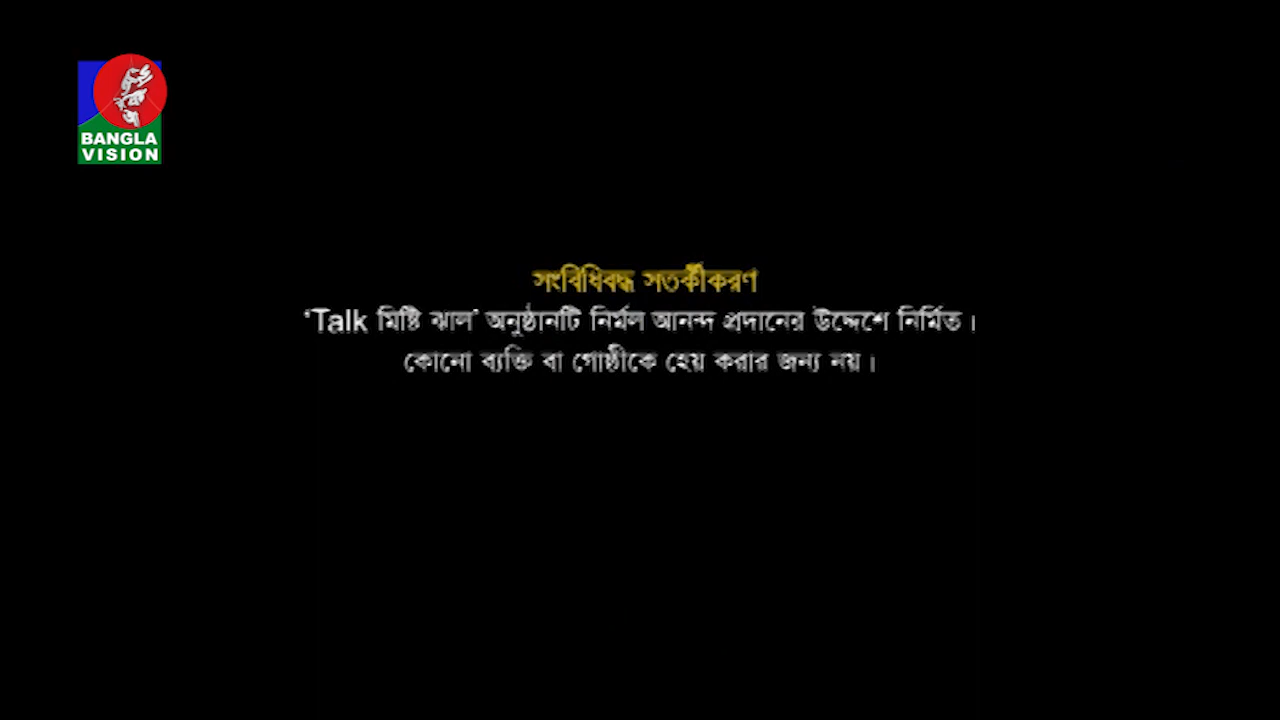 BANGLA
VISION
সংবিধিবদ্ধ সতর্কীকরণ
‘Talk মিষ্টি ঝাল’ অনুষ্ঠানটি নির্মল আনন্দ প্রদানের উদ্দেশে নির্মিত।
কোনো ব্যক্তি বা গোষ্ঠীকে হেয় করার জন্য নয়।